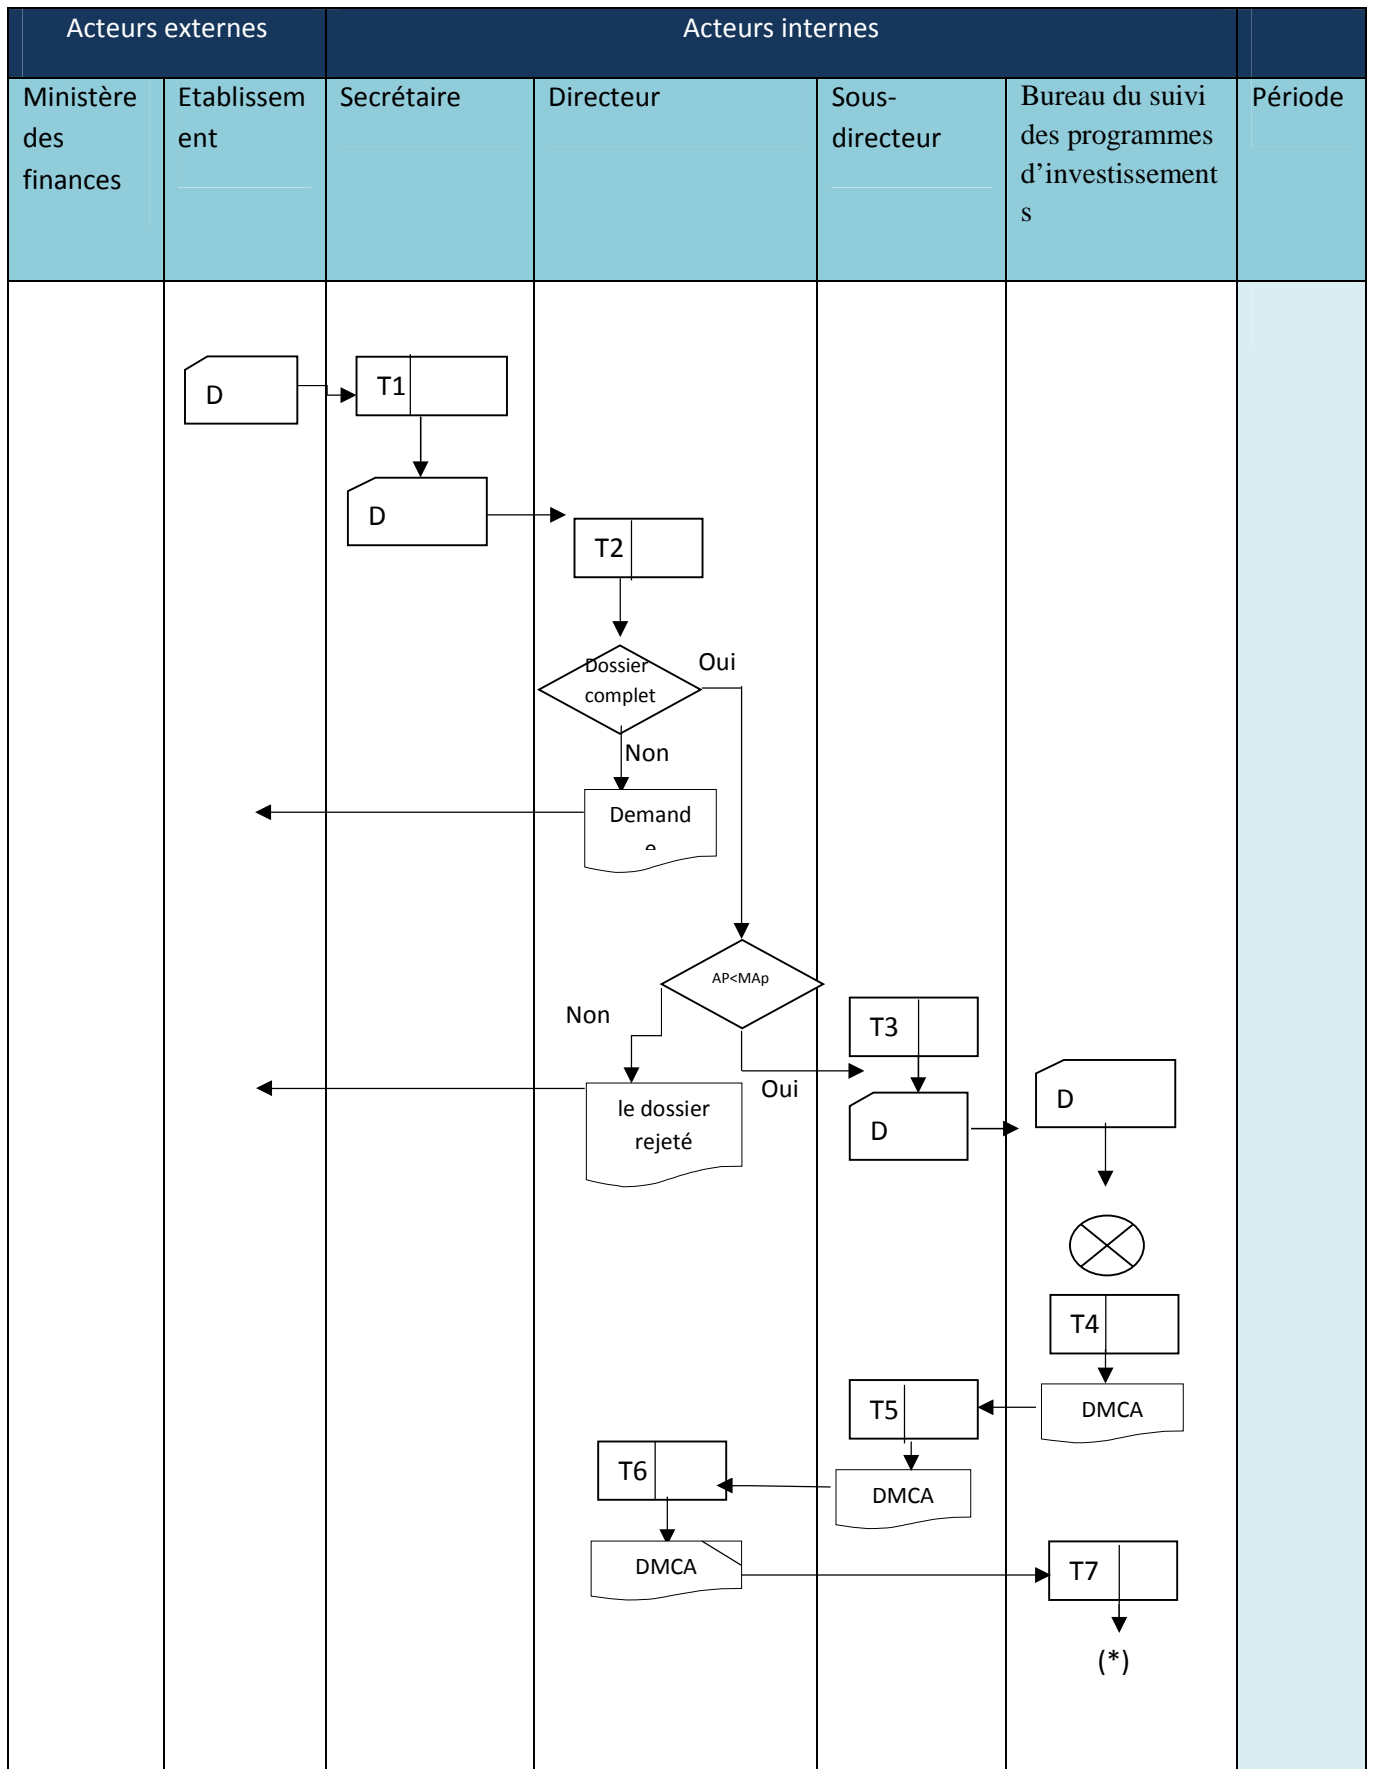 Acteurs externes
Acteurs internes
Ministère
des
finances
Etablissem
ent
Secrétaire
Directeur
Sous-
directeur
Bureau du suivi
des programmes
d’investissement
s
Période
D
T1
D
T2
Dossier
complet
Oui
Non
Demand
e
AP<MAp
Non
Oui
le dossier
rejeté
T3
D
D
T4
DMCA
T5
DMCA
T6
DMCA
T7
(*)